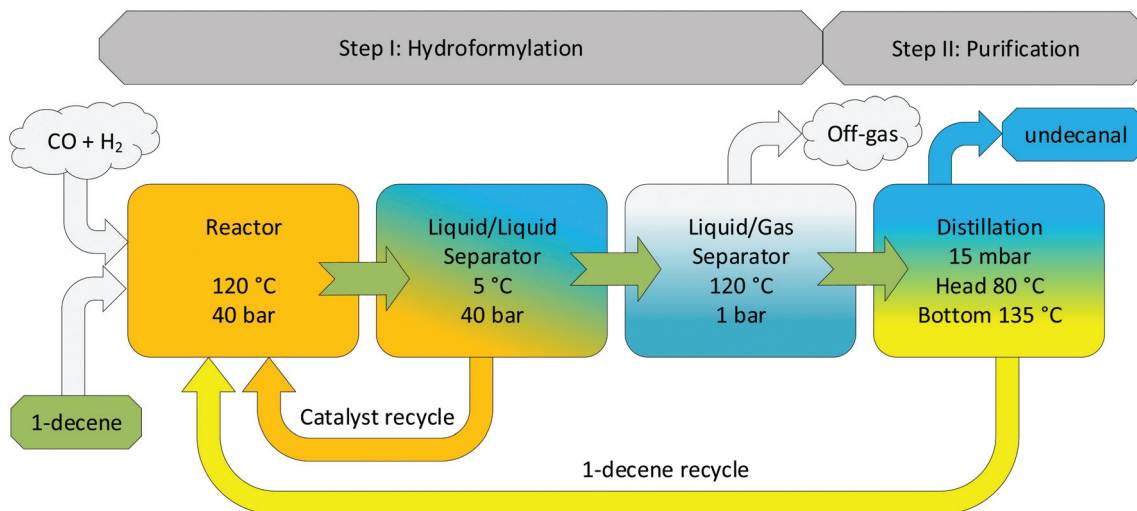 Step I: Hydroformylation
Step II: Purification
CO + H₂
Off-gas
undecanal
Reactor
120 °C
40 bar
Liquid/Liquid
Separator
5 °C
40 bar
Liquid/Gas
Separator
120 °C
1 bar
Distillation
15 mbar
Head 80 °C
Bottom 135 °C
1-decene
Catalyst recycle
1-decene recycle